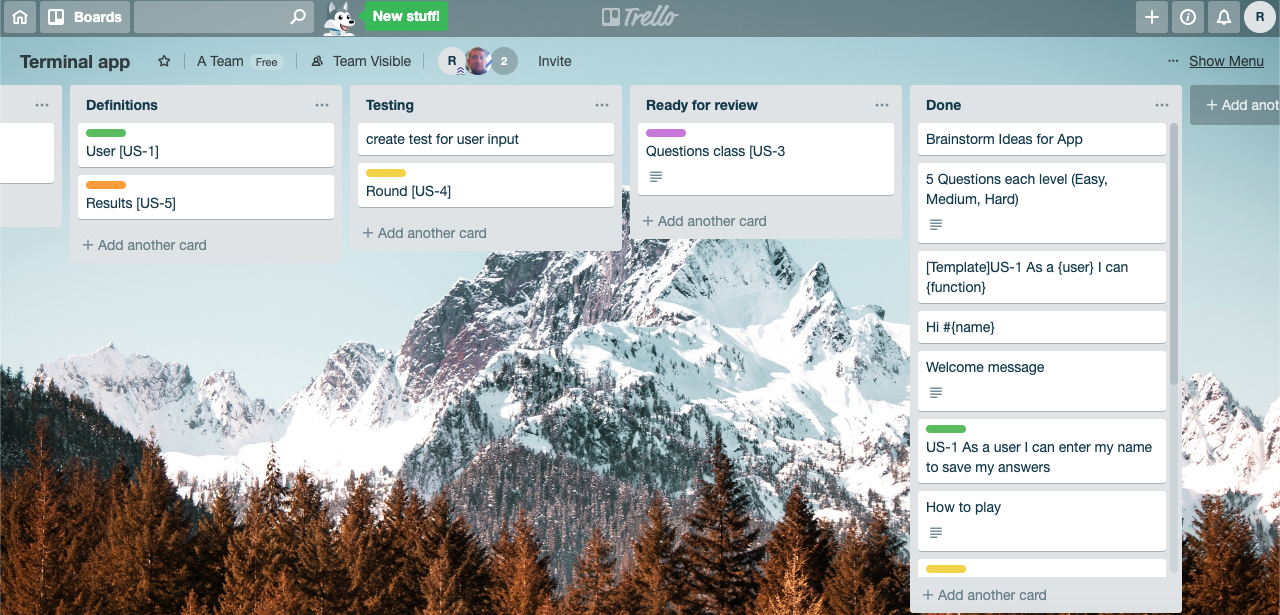 Boards
New stuff!
Trello
R
Terminal app
A Team
Free
Team Visible
R
2
Invite
Show Menu
Definitions
User [US-1]
Results [US-5]
+ Add another card
Testing
create test for user input
Round [US-4]
+ Add another card
Ready for review
Questions class [US-3
+ Add another card
Done
Brainstorm Ideas for App
5 Questions each level (Easy,
Medium, Hard)
[Template]US-1 As a {user} I can
{function}
Hi #{name}
Welcome message
US-1 As a user I can enter my name
to save my answers
How to play
+ Add another card
+ Add anot